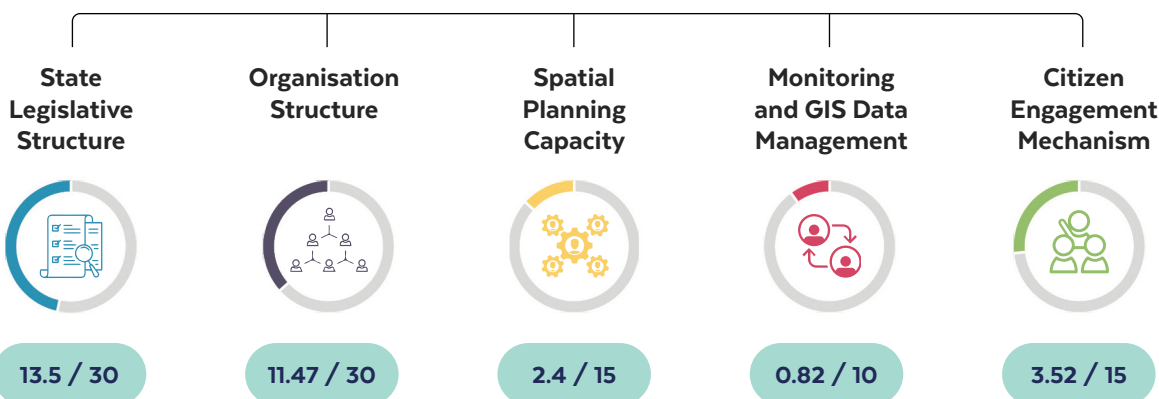 State
Legislative
Structure
Organisation
Structure
Spatial
Planning
Capacity
Monitoring
and GIS Data
Management
Citizen
Engagement
Mechanism
13.5 / 30
11.47 / 30
2.4 / 15
0.82 / 10
3.52 / 15